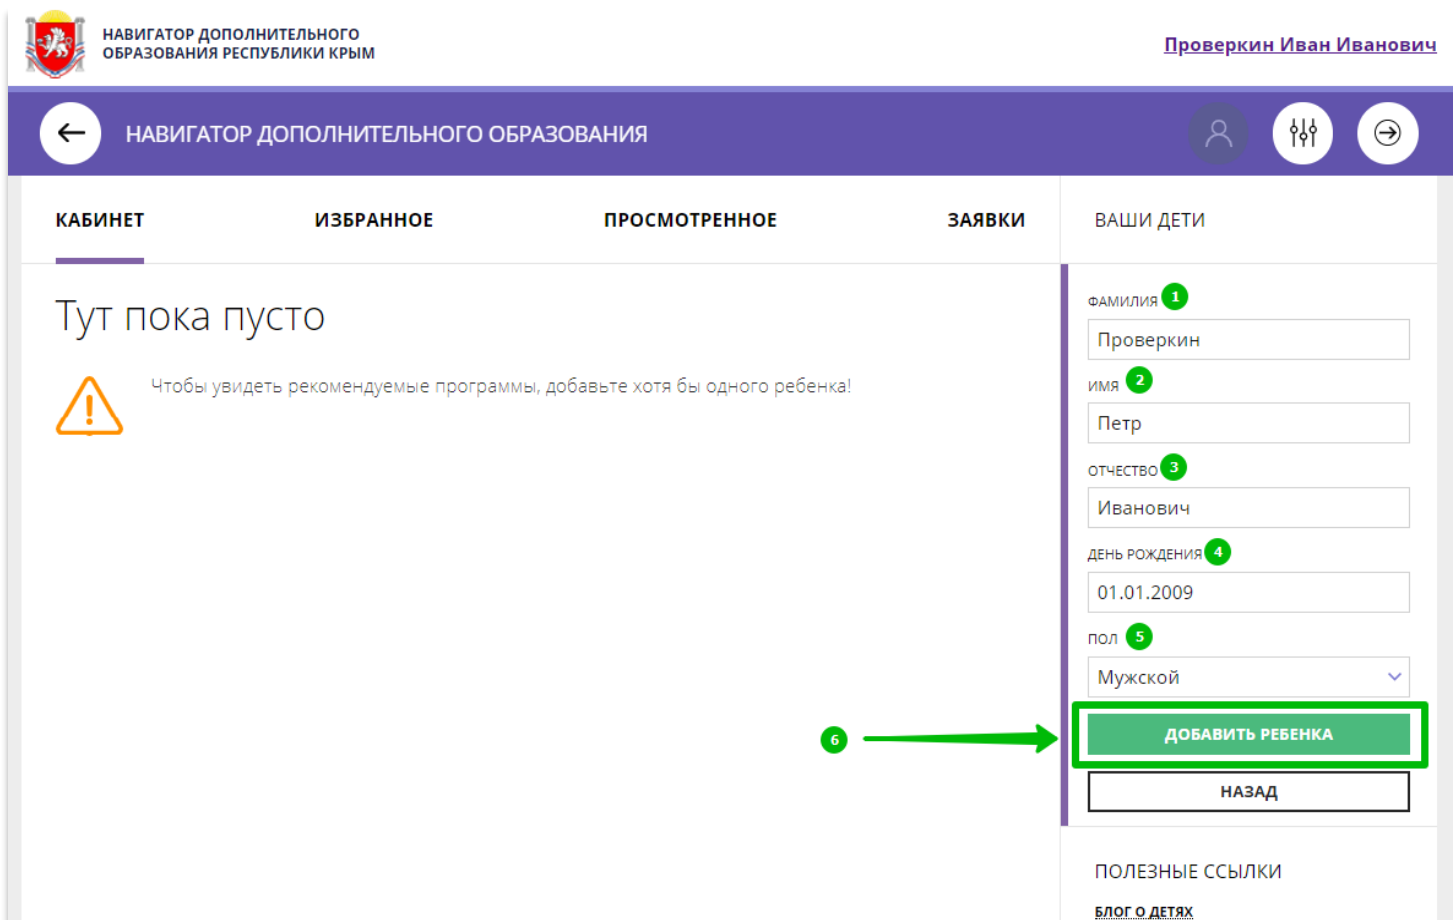 НАВИГАТОР ДОПОЛНИТЕЛЬНОГО
ОБРАЗОВАНИЯ РЕСПУБЛИКИ КРЫМ
Проверкин Иван Иванович
НАВИГАТОР ДОПОЛНИТЕЛЬНОГО ОБРАЗОВАНИЯ
КАБИНЕТ
ИЗБРАННОЕ
ПРОСМОТРЕННОЕ
ЗАЯВКИ
Тут пока пусто
Чтобы увидеть рекомендуемые программы, добавьте хотя бы одного ребенка!
ВАШИ ДЕТИ
ФАМИЛИЯ 1
Проверкин
ИМЯ 2
Петр
ОТЧЕСТВО 3
Иванович
ДЕНЬ РОЖДЕНИЯ 4
01.01.2009
ПОЛ 5
Мужской
6
ДОБАВИТЬ РЕБЕНКА
НАЗАД
ПОЛЕЗНЫЕ ССЫЛКИ
БЛОГ О ДЕТЯХ